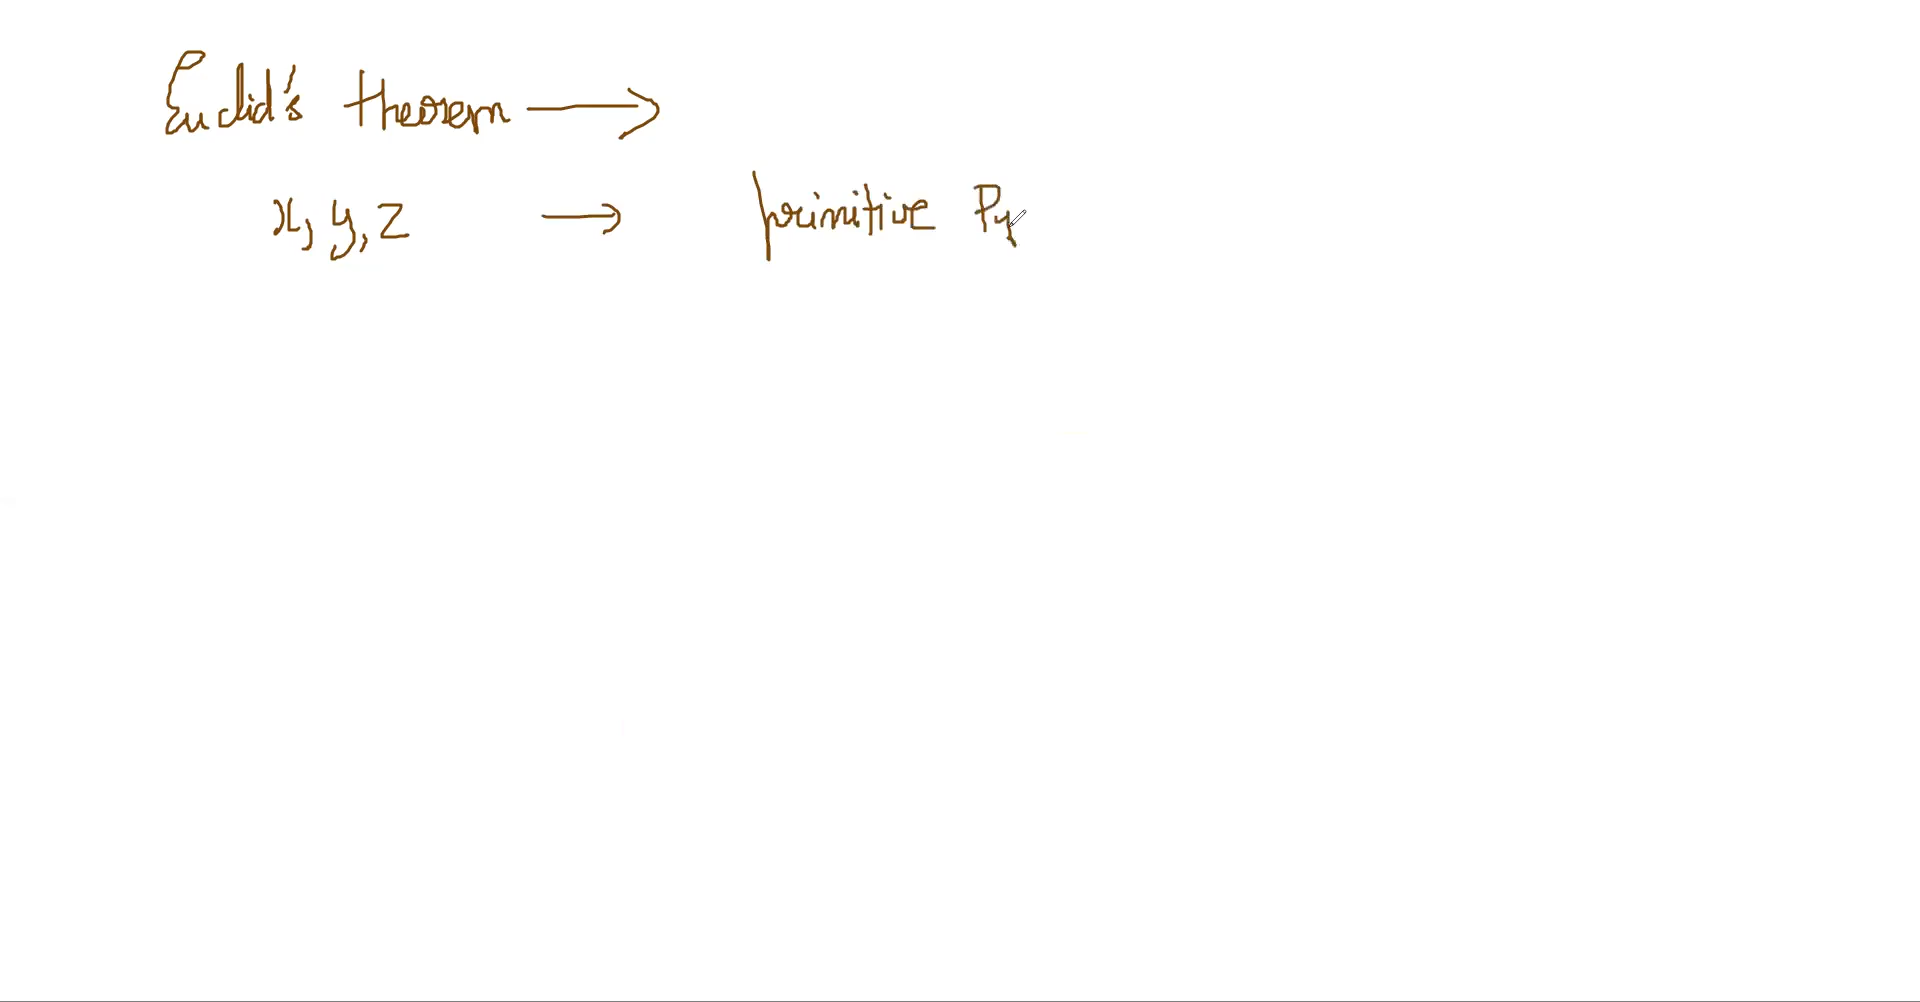 Euclid's theorem →
x, y, z → primitive Py